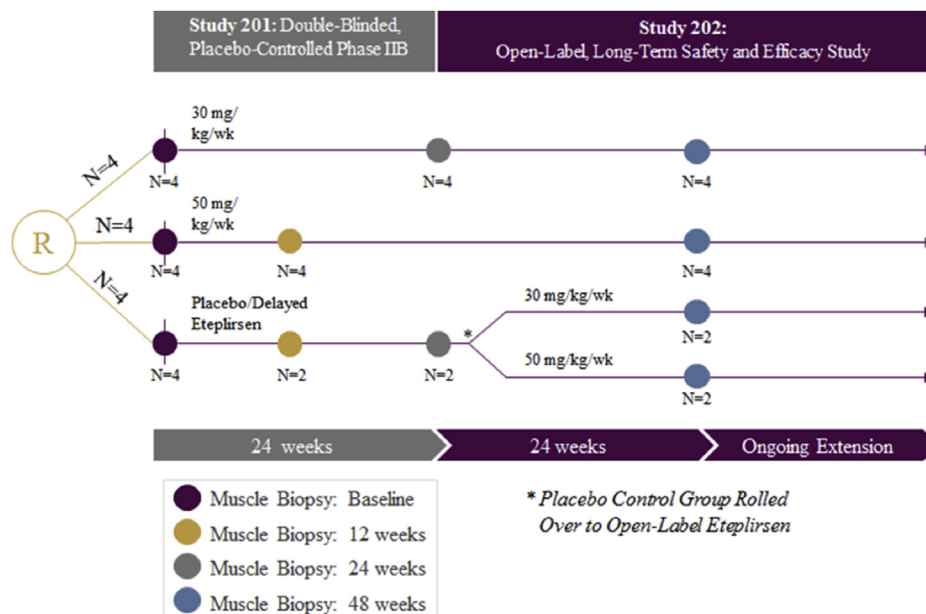 Study 201: Double-Blinded,
Placebo-Controlled Phase IIB
Study 202:
Open-Label, Long-Term Safety and Efficacy Study
30 mg/
kg/wk
N=4
N=4
N=4
N=4
50 mg/
kg/wk
N=4
R
N=4
N=4
N=4
N=4
Placebo/Delayed
Eteplirsen
30 mg/kg/wk
*
N=2
50 mg/kg/wk
N=4
N=2
N=2
N=2
24 weeks
24 weeks
Ongoing Extension
Muscle Biopsy: Baseline
Muscle Biopsy: 12 weeks
Muscle Biopsy: 24 weeks
Muscle Biopsy: 48 weeks
* Placebo Control Group Rolled
Over to Open-Label Eteplirsen